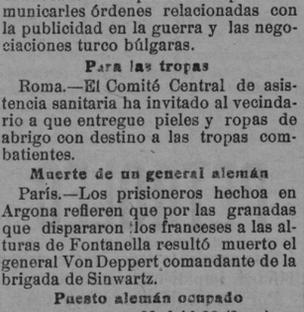 municarles órdenes relacionadas con
la publicidad en la guerra y las nego-
ciaciones turco búlgaras.
Para las tropas
Roma.—El Comité Central de asis-
tencia sanitaria ha invitado al vecinda-
rio a que entregue pieles y ropas de
abrigo con destino a las tropas com-
batientes.
Muerte de un general alemán
París.—Los prisioneros hechoa en
Argona refieren que por las granadas
que dispararon los franceses a las al-
turas de Fontanella resultó muerto el
general Von Deppert comandante de la
brigada de Sinwartz.
Puesto alemán ocupado